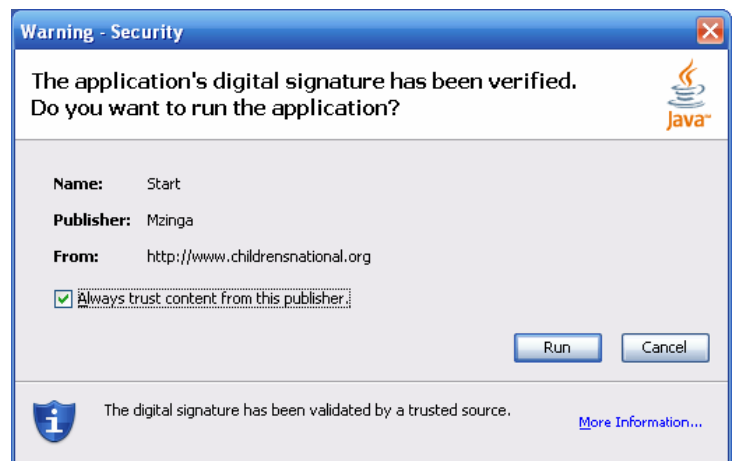 Warning - Security
The application's digital signature has been verified.
Do you want to run the application?
Java™
Name: Start
Publisher: Mzinga
From: http://www.childrensnational.org
Always trust content from this publisher.
Run Cancel
The digital signature has been validated by a trusted source.
More Information...